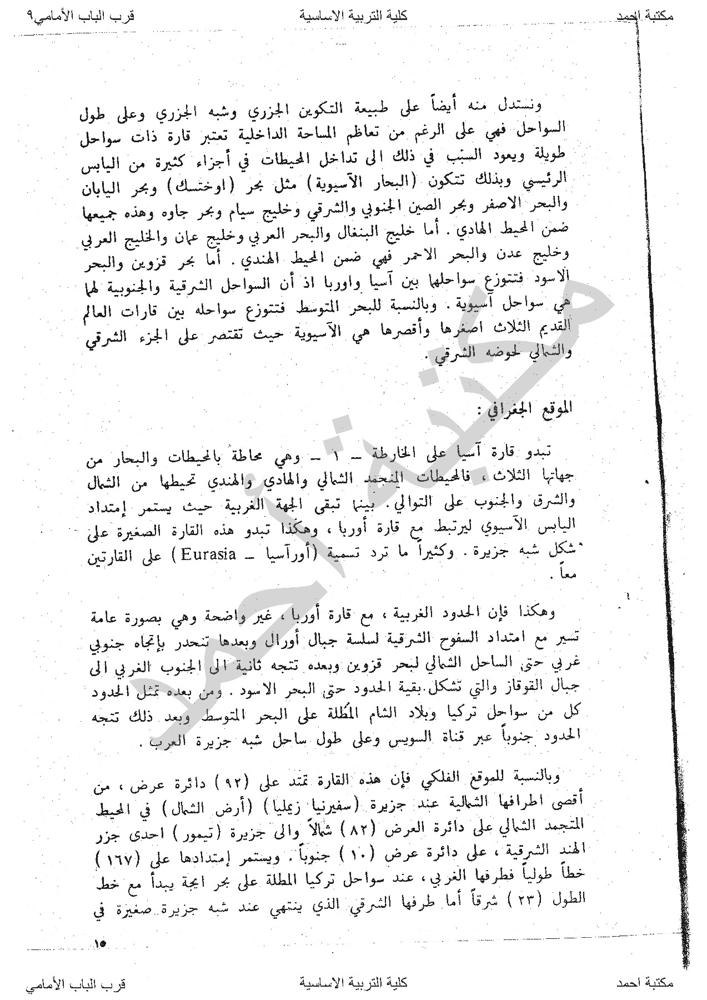 مكتبة احمد كلية التربية الاساسية قرب الباب الأمامي٩
ونستدل منه أيضاً على طبيعة التكوين الجزري وشبه الجزري وعلى طول
السواحل فهي على الرغم من تعاظم المساحة الداخلية تعتبر قارة ذات سواحل
طويلة ويعود السبب في ذلك الى تداخل المحيطات في أجزاء كثيرة من اليابس
الرئيسي وبذلك تتكون (البحار الآسيوية) مثل بحر (اوختسك) وبحر اليابان
والبحر الاصفر وبحر الصين الجنوبي والشرقي وخليج سيام وبحر جاوه وهذه جميعها
ضمن المحيط الهادي. أما خليج البنغال والبحر العربي وخليج عمان والخليج العربي
وخليج عدن والبحر الاحمر فهي ضمن المحيط الهندي. أما بحر قزوين والبحر
الاسود فتتوزع سواحلهما بين آسيا واوربا اذ أن السواحل الشرقية والجنوبية لهما
هي سواحل آسيوية. وبالنسبة للبحر المتوسط فتتوزع سواحله بين قارات العالم
القديم الثلاث اصغرها وأقصرها هي الآسيوية حيث تقتصر على الجزء الشرقي
والشمالي لحوضه الشرقي.
الموقع الجغرافي :
تبدو قارة آسيا على الخارطة - ١ - وهي محاطة بالمحيطات والبحار من
جهاتها الثلاث، فالمحيطات المنجمد الشمالي والهادي والهندي تحيطها من الشمال
والشرق والجنوب على التوالي. بينما تبقى الجهة الغربية حيث يستمر إمتداد
اليابس الآسيوي ليرتبط مع قارة أوربا، وهكذا تبدو هذه القارة الصغيرة على
شكل شبه جزيرة. وكثيراً ما ترد تسمية (أورآسيا - Eurasia) على القارتين
معاً.
وهكذا فإن الحدود الغربية، مع قارة أوربا، غير واضحة وهي بصورة عامة
تسير مع امتداد السفوح الشرقية لسلسة جبال أورال وبعدها تنحدر بإتجاه جنوبي
غربي حتى الساحل الشمالي لبحر قزوين وبعده تتجه ثانية الى الجنوب الغربي الى
جبال القوقاز والتي تشكل بقية الحدود حتى البحر الاسود. ومن بعده تمثل الحدود
كل من سواحل تركيا وبلاد الشام المُطلة على البحر المتوسط وبعد ذلك تتجه
الحدود جنوباً عبر قناة السويس وعلى طول ساحل شبه جزيرة العرب.
وبالنسبة للموقع الفلكي فإن هذه القارة تمتد على (٩٢) دائرة عرض، من
أقصى اطرافها الشمالية عند جزيرة (سفيرنيا زيمليا) (أرض الشمال) في المحيط
المتجمد الشمالي على دائرة العرض (٨٢) شمالاً والى جزيرة (تيمور) احدى جزر
الهند الشرقية، على دائرة عرض (١٠) جنوباً. ويستمر إمتدادها على (١٦٧)
خطاً طولياً فطرفها الغربي، عند سواحل تركيا المطلة على بحر ايجة يبدأ مع خط
الطول (٢٣) شرقاً أما طرفها الشرقي الذي ينتهي عند شبه جزيرة صغيرة في
١٥
مكتبة احمد كلية التربية الاساسية قرب الباب الأمامي
مكتبة أحمد